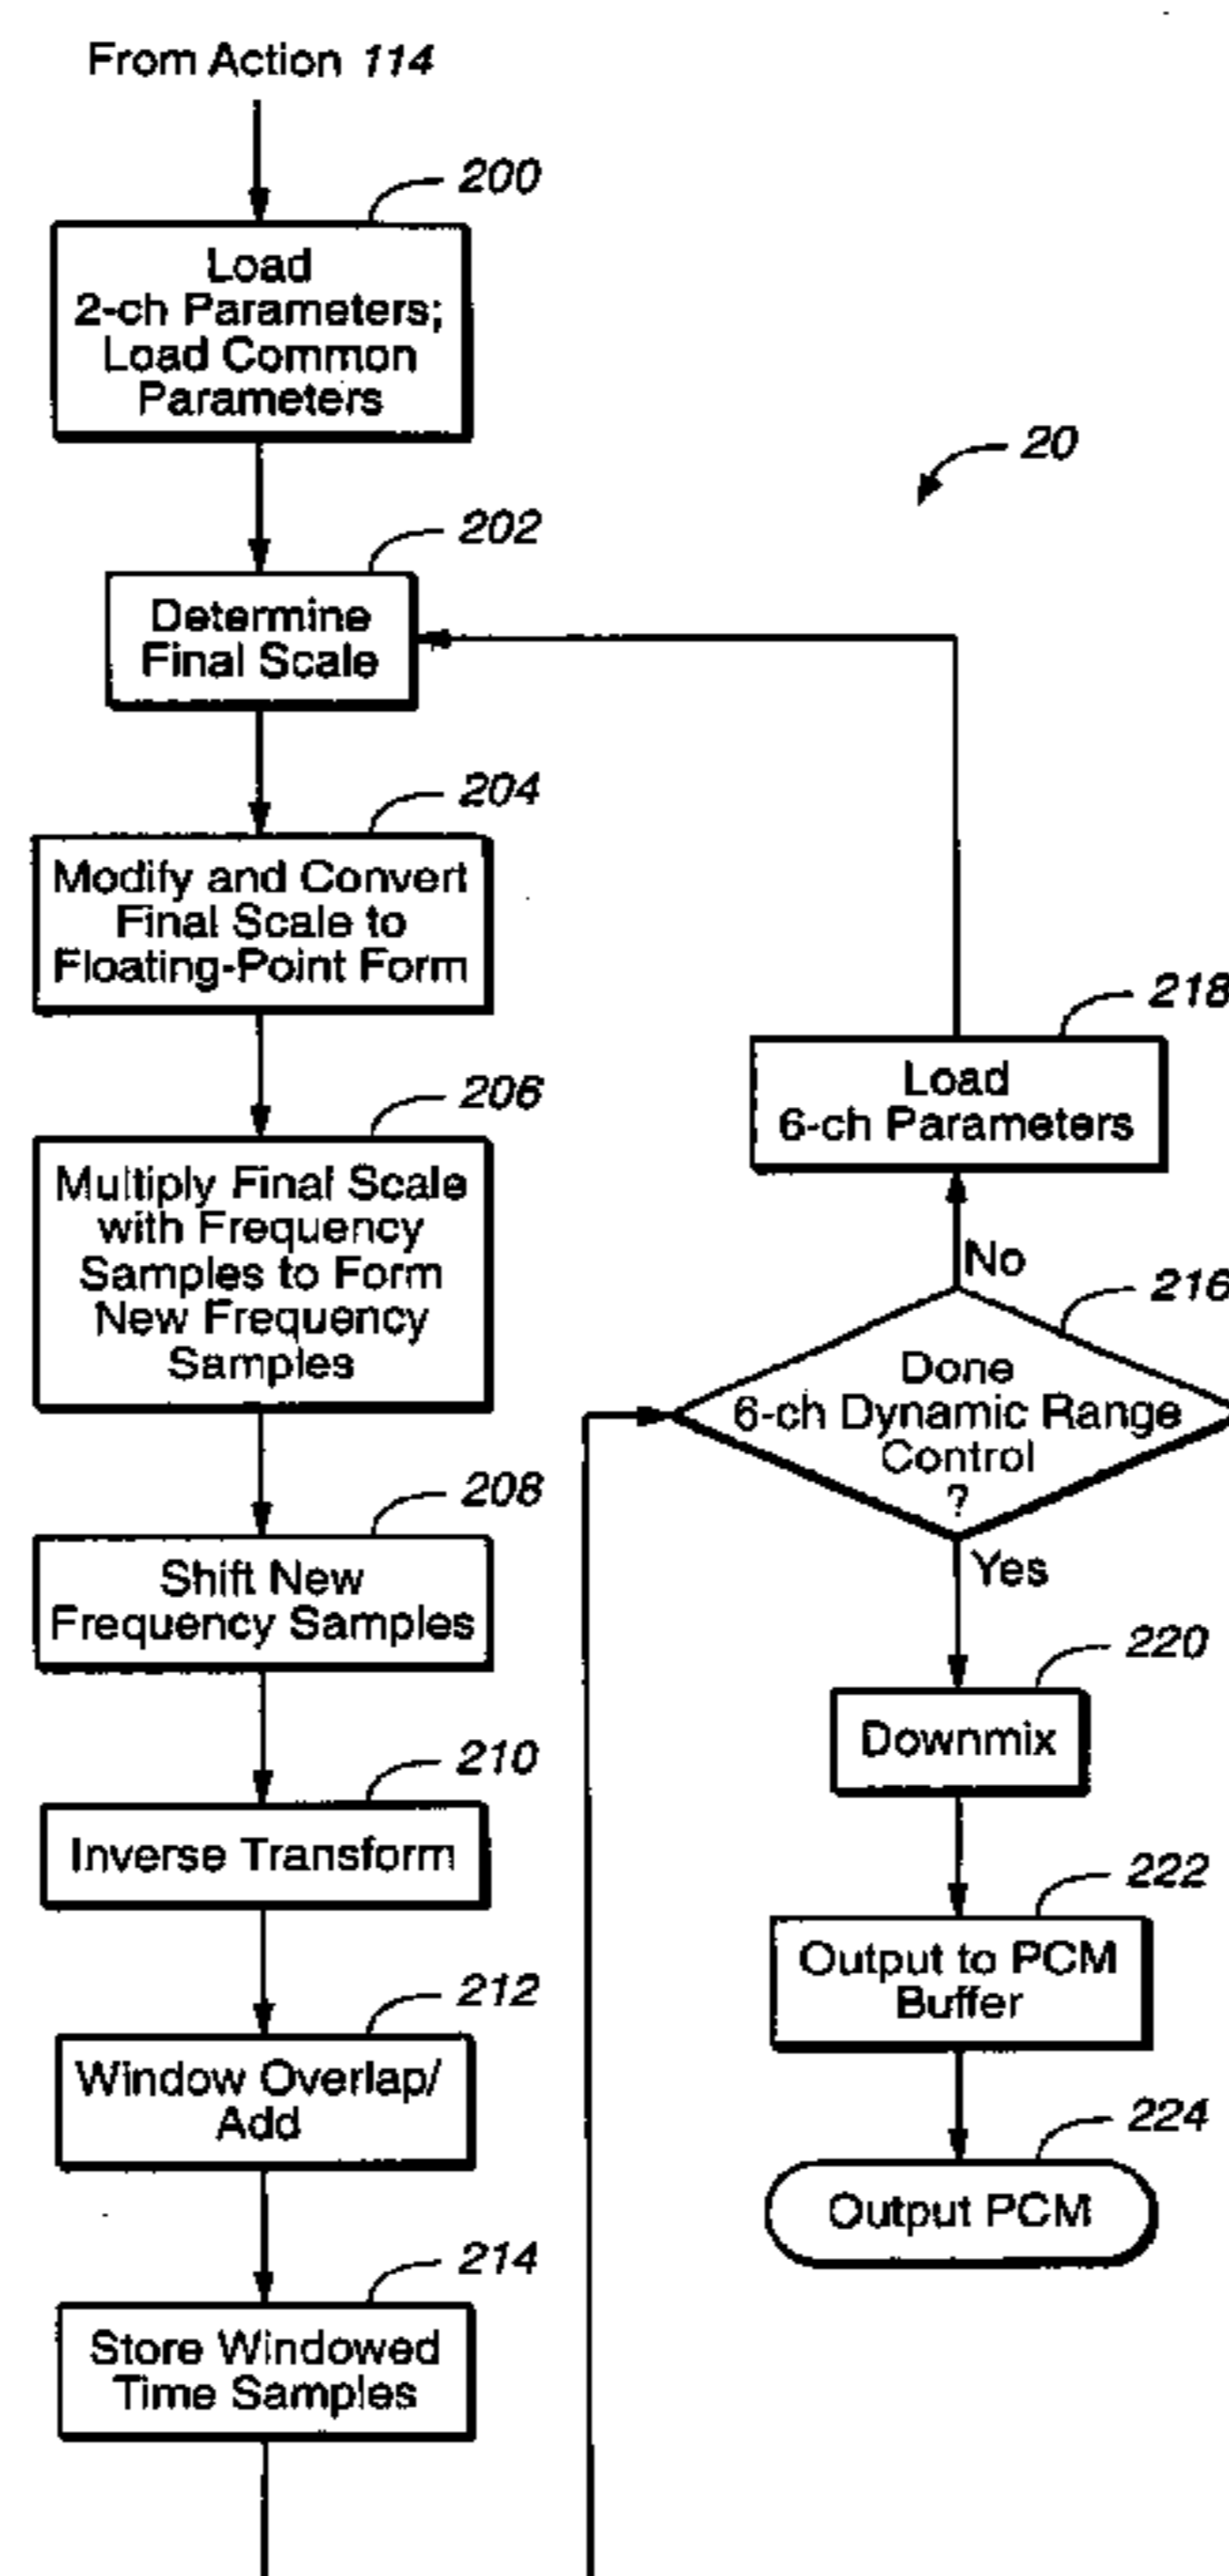 From Action 114
200
Load
2-ch Parameters;
Load Common
Parameters
20
202
Determine
Final Scale
204
Modify and Convert
Final Scale to
Floating-Point Form
206
Multiply Final Scale
with Frequency
Samples to Form
New Frequency
Samples
208
Shift New
Frequency Samples
210
Inverse Transform
212
Window Overlap/
Add
214
Store Windowed
Time Samples
218
Load
6-ch Parameters
No
216
Done
6-ch Dynamic Range
Control
?
Yes
220
Downmix
222
Output to PCM
Buffer
224
Output PCM